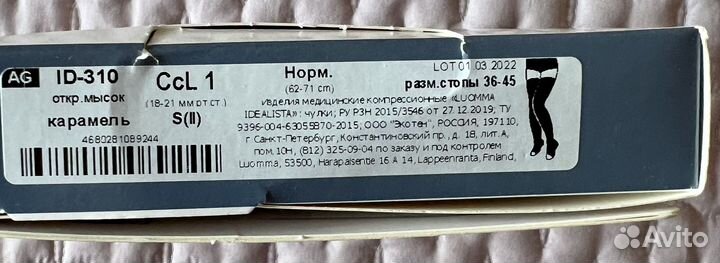 AG ID-310 CcL 1 Норм. LOT 01.03 2022
откр.мысок (18-21 мм рт ст.) (62-71 cm) разм.стопы 36-45
карамель S(II)
4680281089244
Изделия медицинские компрессионные «LUOMMA
IDEALISTA»: чулки; РУ РЗН 2015/3546 от 27.12.2019; ТУ
9396-004-63055870-2015; ООО "Экотен", РОССИЯ, 197110,
г. Санкт-Петербург, Константиновский пр., д. 18, лит.А,
пом.10Н, (812) 325-09-04 по заказу и под контролем
Luomma, 53500, Harapaisentie 16 A 14, Lappeenranta, Finland,
Avito